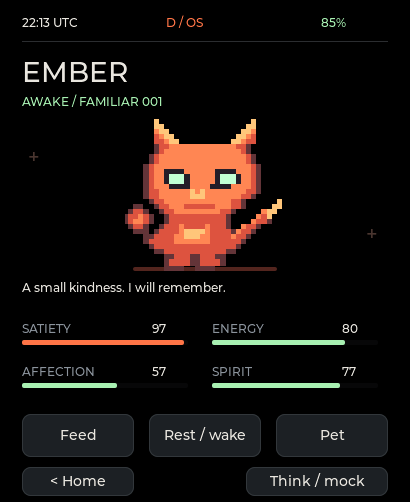 22:13 UTC D / OS 85%
EMBER
AWAKE / FAMILIAR 001
A small kindness. I will remember.
SATIETY 97 ENERGY 80
AFFECTION 57 SPIRIT 77
Feed Rest / wake Pet
< Home Think / mock